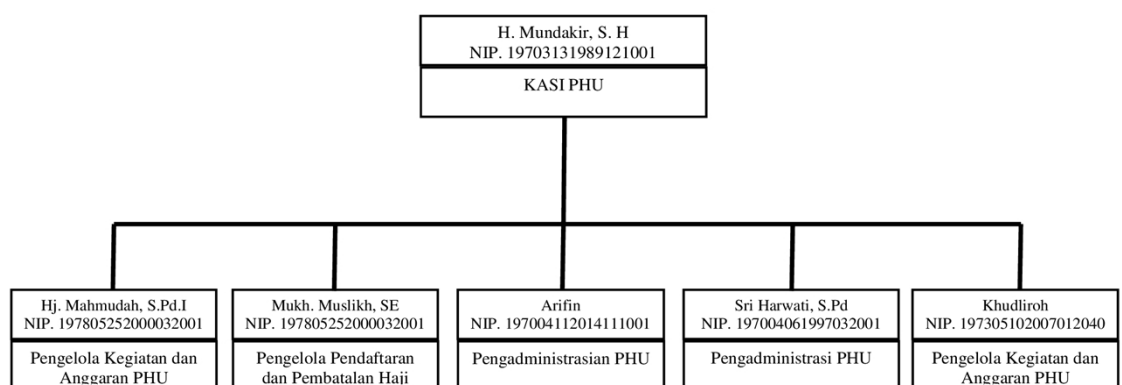 H. Mundakir, S. H
NIP. 19703131989121001
KASI PHU
Hj. Mahmudah, S.Pd.I
NIP. 197805252000032001
Pengelola Kegiatan dan
Anggaran PHU
Mukh. Muslikh, SE
NIP. 197805252000032001
Pengelola Pendaftaran
dan Pembatalan Haji
Arifin
NIP. 197004112014111001
Pengadministrasian PHU
Sri Harwati, S.Pd
NIP. 197004061997032001
Pengadministrasi PHU
Khudliroh
NIP. 197305102007012040
Pengelola Kegiatan dan
Anggaran PHU